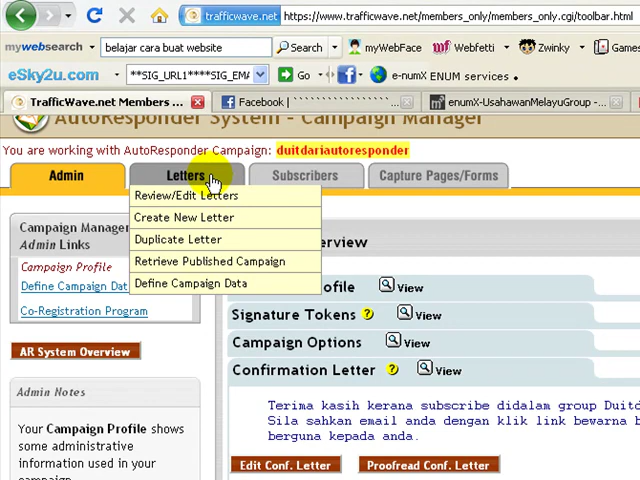 trafficwave.net https://www.trafficwave.net/members_only/members_only.cgi/toolbar.html
mywebsearch belajar cara buat website Search myWebFace Webfetti Zwinky
eSky2u.com **SIG_URL1****SIG_EMA Go e-numX ENUM services
TrafficWave.net Members Facebook | enumX-UsahawanMelayuGroup -
AutoResponder System - Campaign Manager
You are working with AutoResponder Campaign: duitdariautoresponder
Admin Letters Subscribers Capture Pages/Forms
Review/Edit Letters
Create New Letter
Duplicate Letter
Retrieve Published Campaign
Define Campaign Data
Campaign Manage
Admin Links
Campaign Profile
Define Campaign Dat
Co-Registration Program
AR System Overview
Admin Notes
Your Campaign Profile shows
some administrative
information used in your
erview
ofile View
Signature Tokens ? View
Campaign Options View
Confirmation Letter ? View
Terima kasih kerana subscribe didalam group Duitd
Sila sahkan email anda dengan klik link bewarna b
berguna kepada anda.
Edit Conf. Letter Proofread Conf. Letter